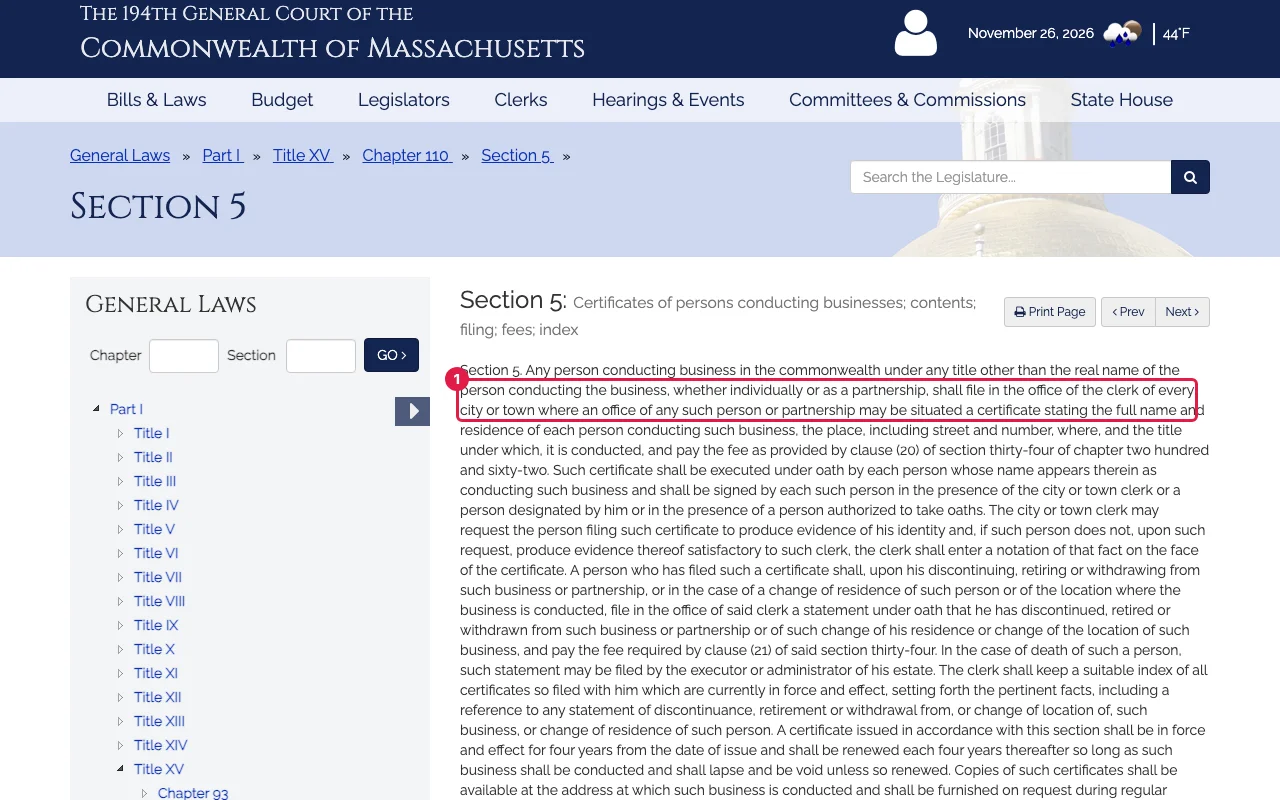 The 194th General Court of the
Commonwealth of Massachusetts
November 26, 2026
44°F
Bills & Laws
Budget
Legislators
Clerks
Hearings & Events
Committees & Commissions
State House
General Laws » Part I » Title XV » Chapter 110 » Section 5 »
Search the Legislature...
Section 5
General Laws
Chapter
Section
GO ›
Part I
Title I
Title II
Title III
Title IV
Title V
Title VI
Title VII
Title VIII
Title IX
Title X
Title XI
Title XII
Title XIII
Title XIV
Title XV
Chapter 93
Section 5: Certificates of persons conducting businesses; contents;
filing; fees; index
Print Page
‹ Prev
Next ›
1
Section 5. Any person conducting business in the commonwealth under any title other than the real name of the
person conducting the business, whether individually or as a partnership, shall file in the office of the clerk of every
city or town where an office of any such person or partnership may be situated a certificate stating the full name and
residence of each person conducting such business, the place, including street and number, where, and the title
under which, it is conducted, and pay the fee as provided by clause (20) of section thirty-four of chapter two hundred
and sixty-two. Such certificate shall be executed under oath by each person whose name appears therein as
conducting such business and shall be signed by each such person in the presence of the city or town clerk or a
person designated by him or in the presence of a person authorized to take oaths. The city or town clerk may
request the person filing such certificate to produce evidence of his identity and, if such person does not, upon such
request, produce evidence thereof satisfactory to such clerk, the clerk shall enter a notation of that fact on the face
of the certificate. A person who has filed such a certificate shall, upon his discontinuing, retiring or withdrawing from
such business or partnership, or in the case of a change of residence of such person or of the location where the
business is conducted, file in the office of said clerk a statement under oath that he has discontinued, retired or
withdrawn from such business or partnership or of such change of his residence or change of the location of such
business, and pay the fee required by clause (21) of said section thirty-four. In the case of death of such a person,
such statement may be filed by the executor or administrator of his estate. The clerk shall keep a suitable index of all
certificates so filed with him which are currently in force and effect, setting forth the pertinent facts, including a
reference to any statement of discontinuance, retirement or withdrawal from, or change of location of, such
business, or change of residence of such person. A certificate issued in accordance with this section shall be in force
and effect for four years from the date of issue and shall be renewed each four years thereafter so long as such
business shall be conducted and shall lapse and be void unless so renewed. Copies of such certificates shall be
available at the address at which such business is conducted and shall be furnished on request during regular